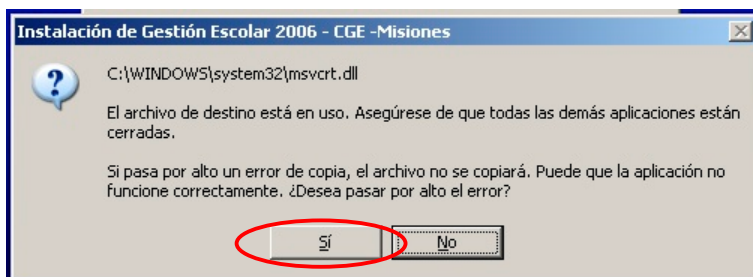 Instalación de Gestión Escolar 2006 - CGE -Misiones
C:\WINDOWS\system32\msvcrt.dll
El archivo de destino está en uso. Asegúrese de que todas las demás aplicaciones están
cerradas.
Si pasa por alto un error de copia, el archivo no se copiará. Puede que la aplicación no
funcione correctamente. ¿Desea pasar por alto el error?
Sí
No